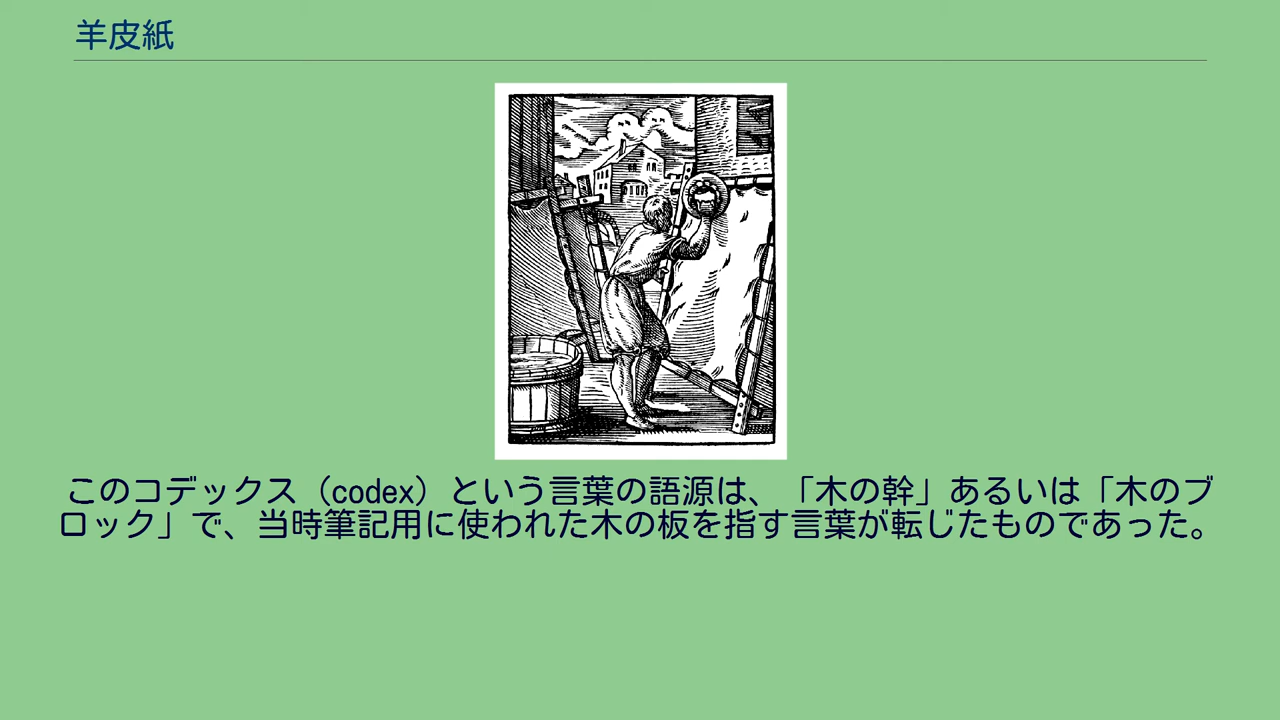 羊皮紙
このコデックス（codex）という言葉の語源は、「木の幹」あるいは「木のブ
ロック」で、当時筆記用に使われた木の板を指す言葉が転じたものであった。